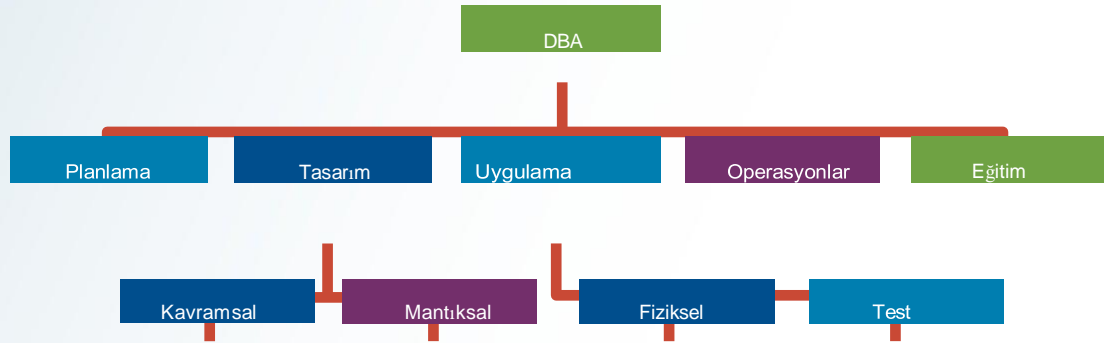 DBA
Planlama
Tasarım
Uygulama
Operasyonlar
Eğitim
Kavramsal
Mantıksal
Fiziksel
Test